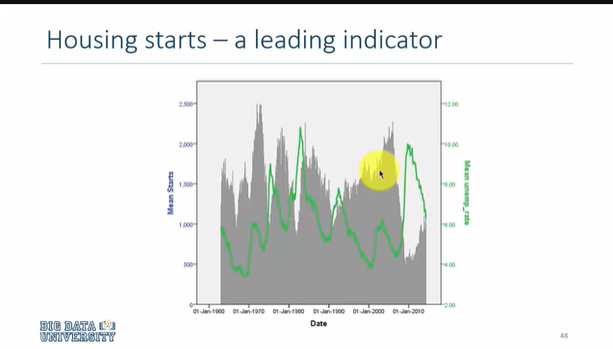 Housing starts – a leading indicator
2,500
2,000
1,500
1,000
500
0
Mean Starts
12.00
10.00
8.00
6.00
4.00
2.00
Mean unemp_rate
01-Jan-1960 01-Jan-1970 01-Jan-1980 01-Jan-1990 01-Jan-2000 01-Jan-2010
Date
BIG DATA
UNIVERSITY
48